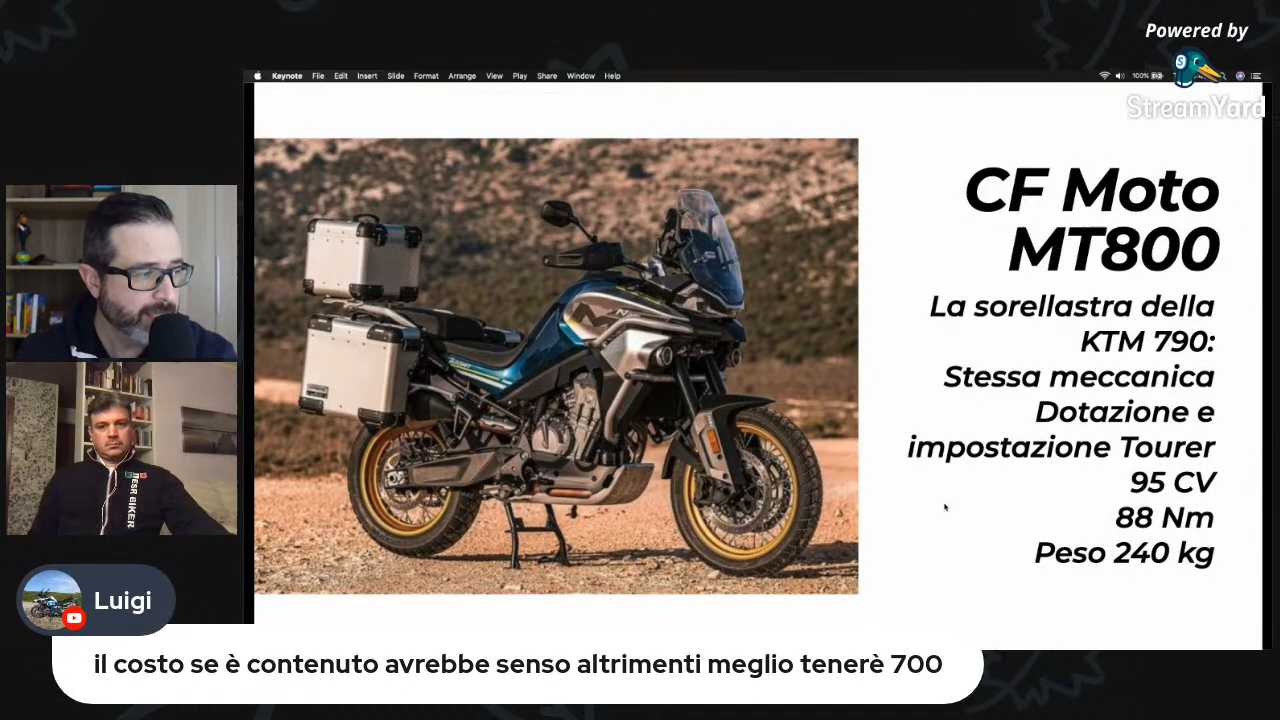 Powered by
StreamYard
Keynote File Edit Insert Slide Format Arrange View Play Share Window Help
100%
CF Moto
MT800
La sorellastra della
KTM 790:
Stessa meccanica
Dotazione e
impostazione Tourer
95 CV
88 Nm
Peso 240 kg
BIKER
Luigi
il costo se è contenuto avrebbe senso altrimenti meglio tenerè 700